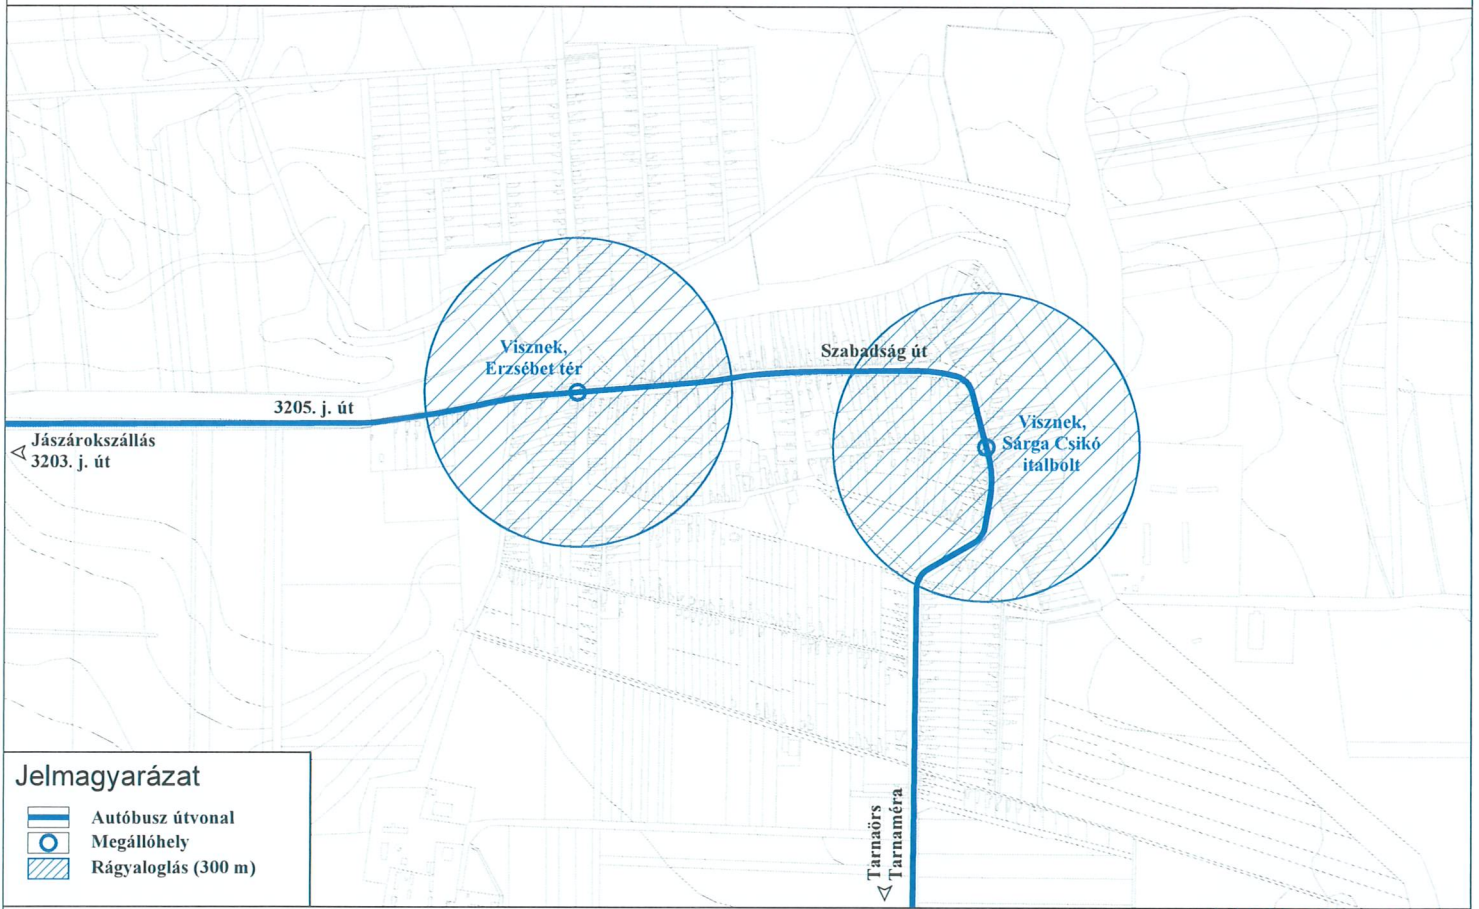 Visznek,
Erzsébet tér
Szabadság út
3205. j. út
Jászárokszállás
3203. j. út
Visznek,
Sárga Csikó
italbolt
Tarnaörs
Tarnaméra
Jelmagyarázat
Autóbusz útvonal
Megállóhely
Rágyaloglás (300 m)